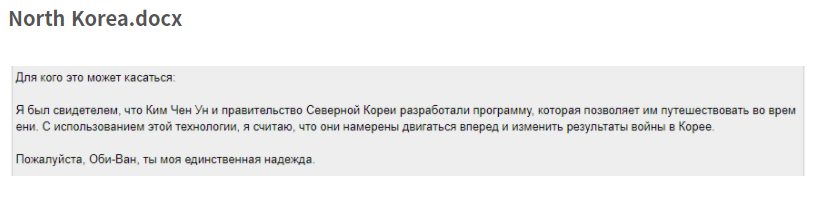 North Korea.docx
Для кого это может касаться:
Я был свидетелем, что Ким Чен Ун и правительство Северной Кореи разработали программу, которая позволяет им путешествовать во врем
ени. С использованием этой технологии, я считаю, что они намерены двигаться вперед и изменить результаты войны в Корее.
Пожалуйста, Оби-Ван, ты моя единственная надежда.